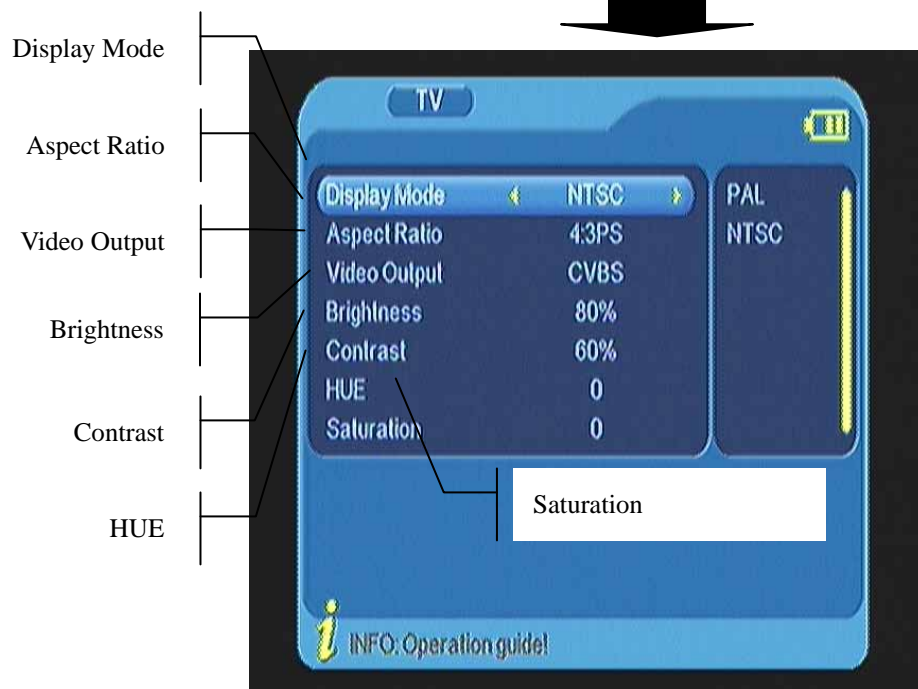 Display Mode
Aspect Ratio
Video Output
Brightness
Contrast
HUE
TV
Display Mode NTSC
Aspect Ratio 4:3PS
Video Output CVBS
Brightness 80%
Contrast 60%
HUE 0
Saturation 0
PAL
NTSC
Saturation
INFO: Operation guide!